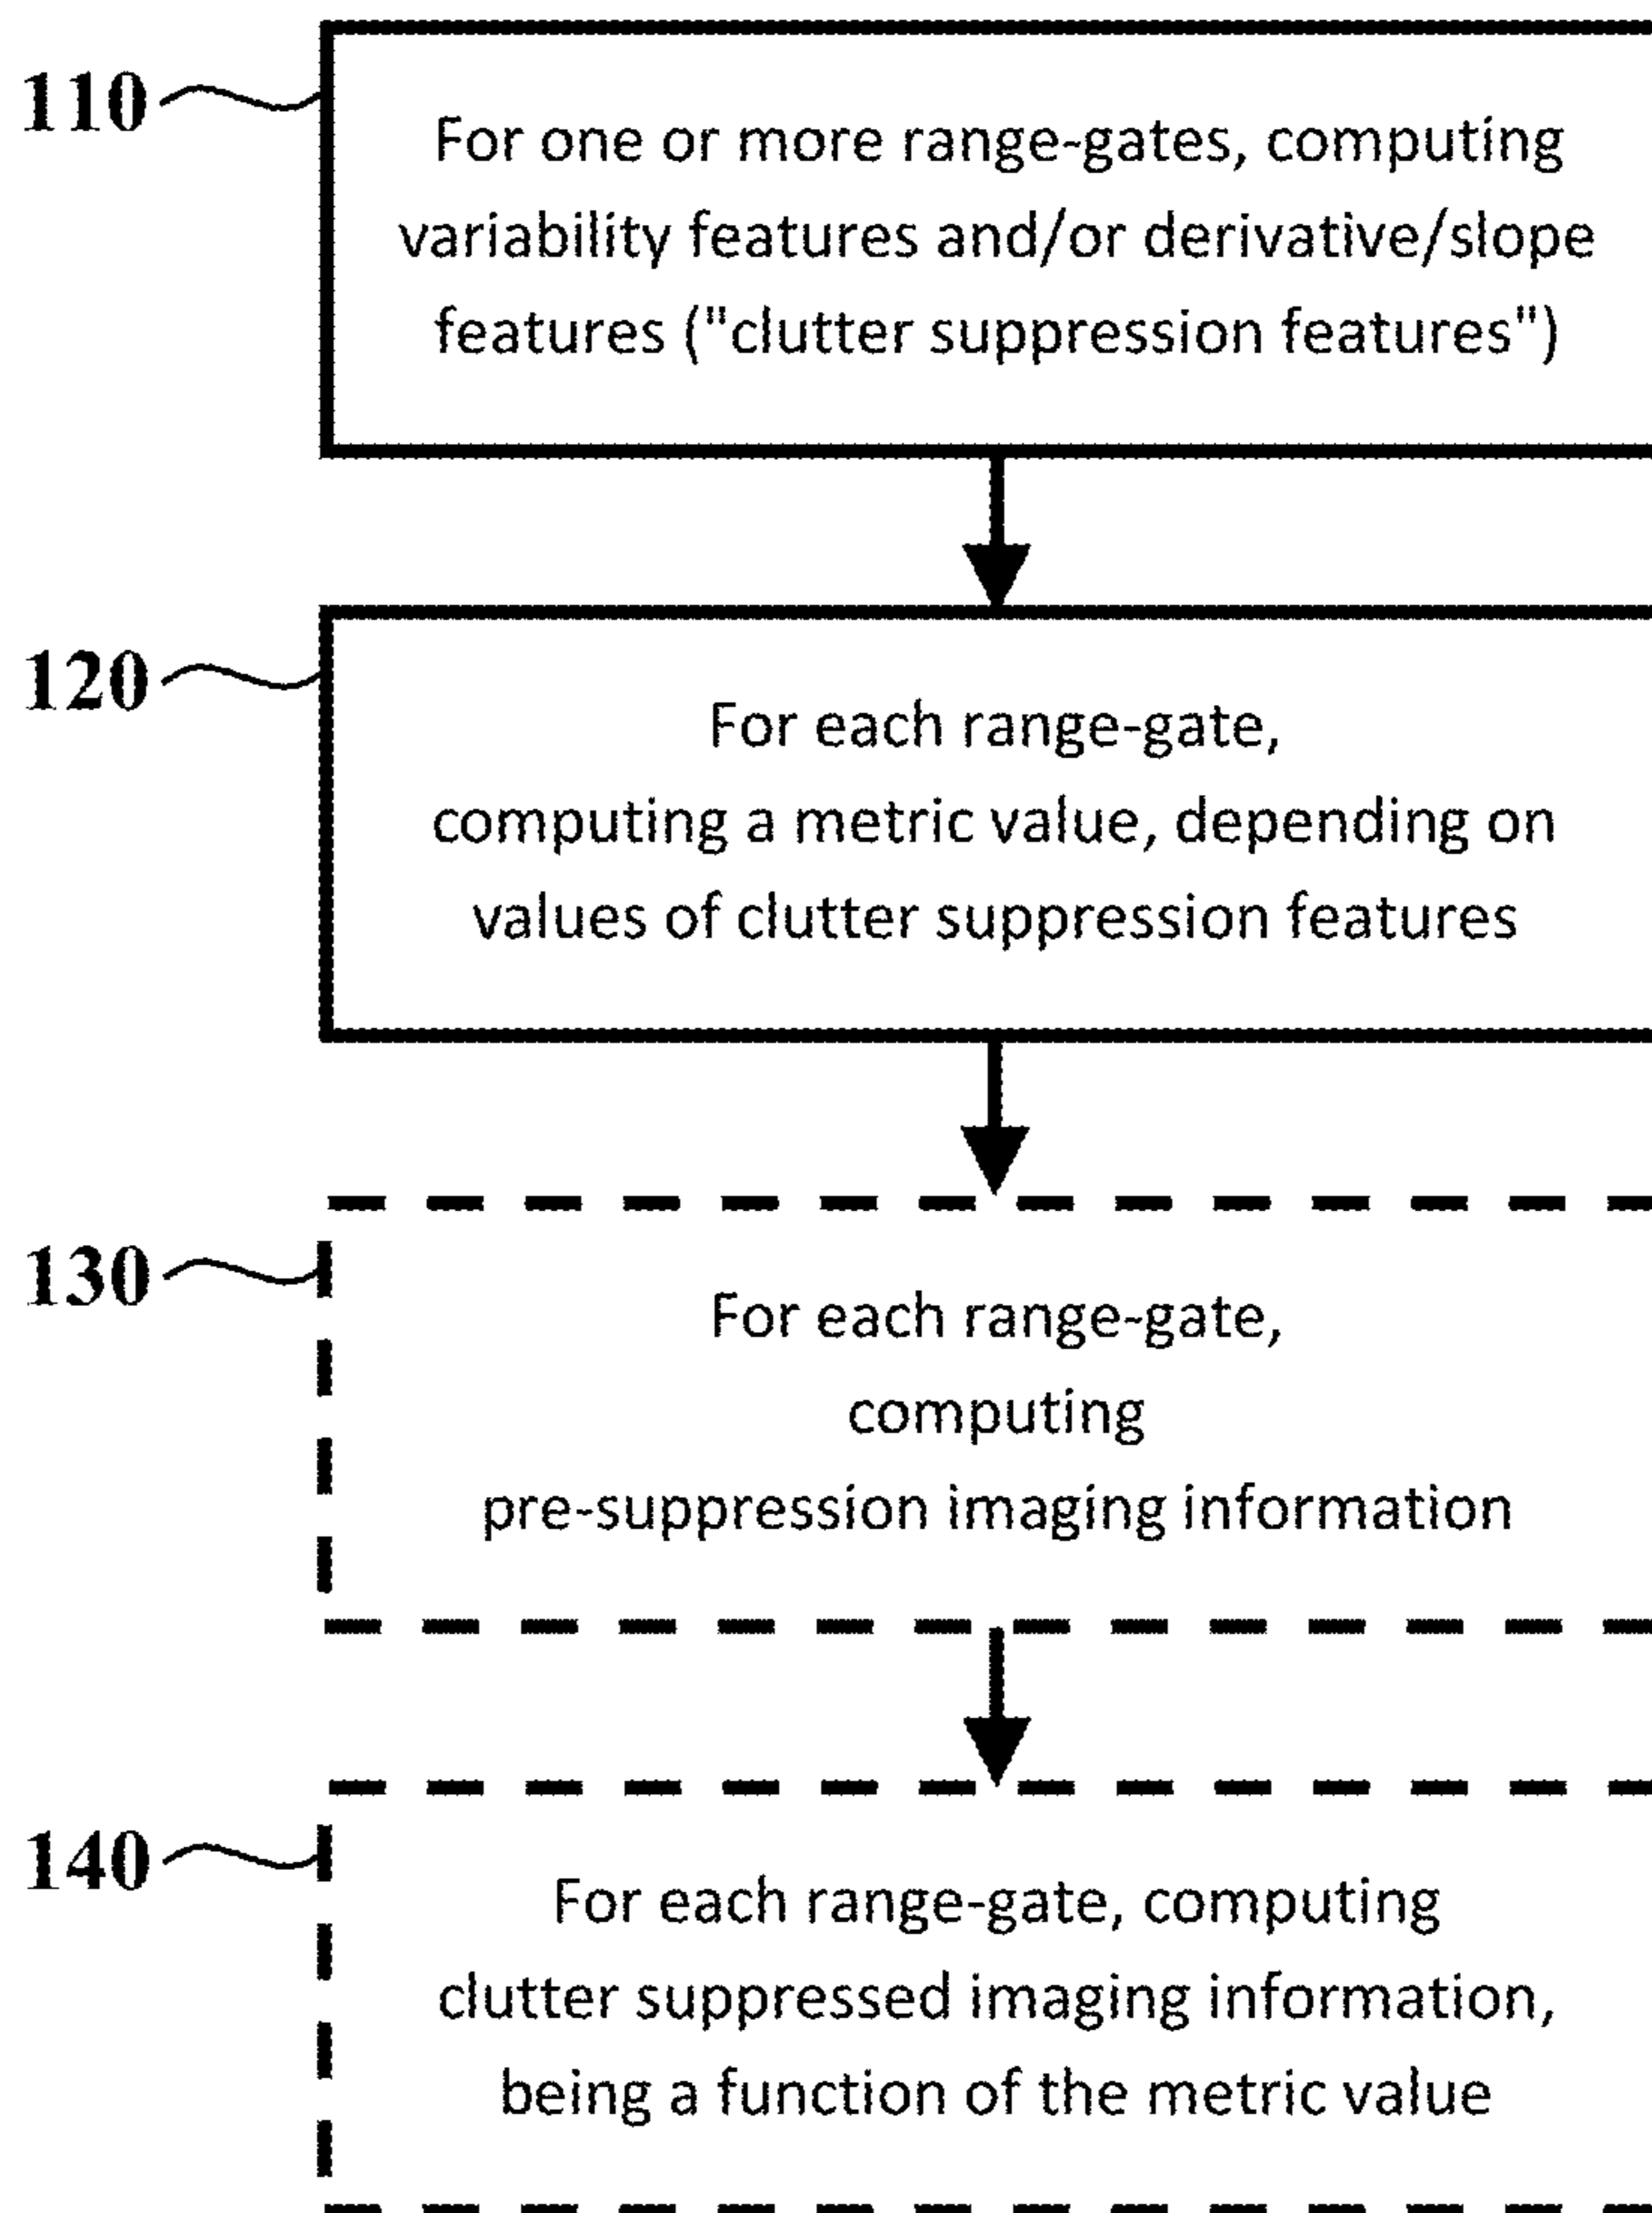 110
For one or more range-gates, computing
variability features and/or derivative/slope
features ("clutter suppression features")
120
For each range-gate,
computing a metric value, depending on
values of clutter suppression features
130
For each range-gate,
computing
pre-suppression imaging information
140
For each range-gate, computing
clutter suppressed imaging information,
being a function of the metric value